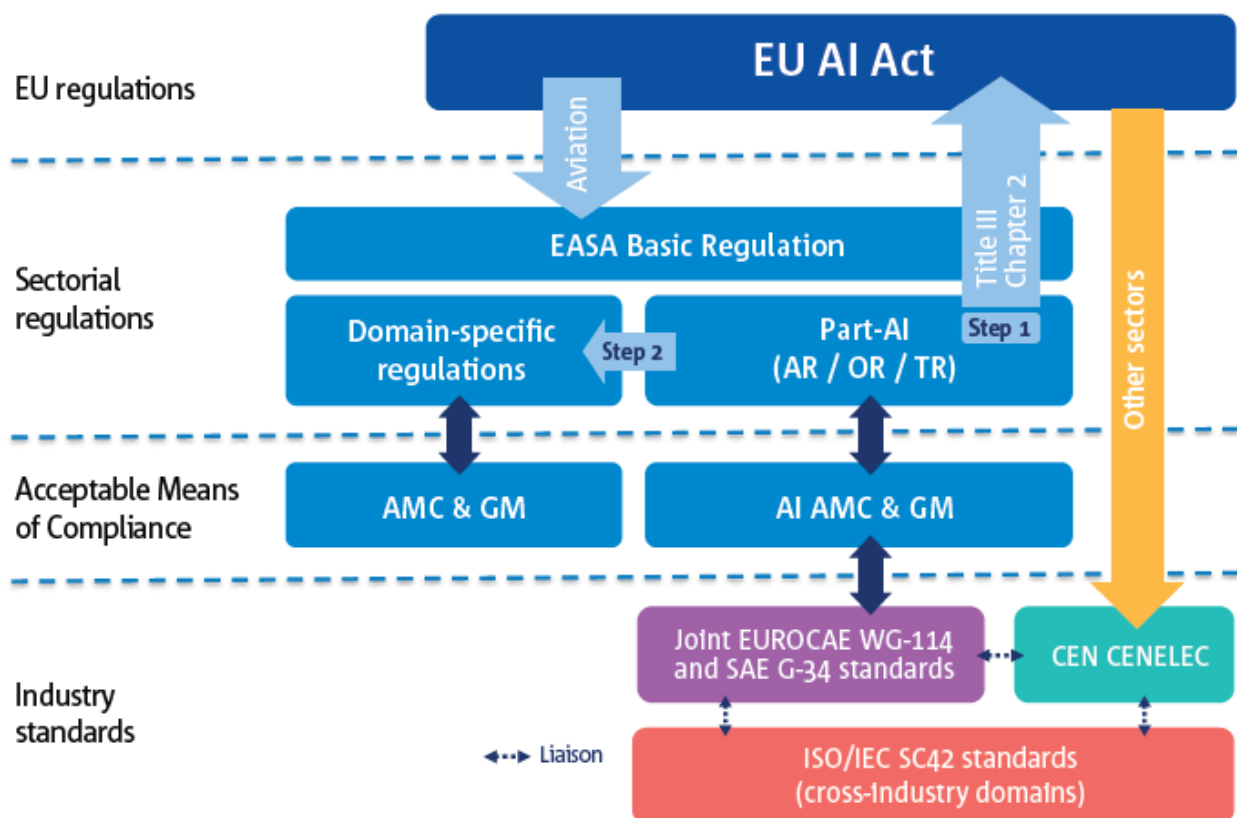 EU regulations
EU AI Act
Aviation
Title III
Chapter 2
Other sectors
Sectorial
regulations
EASA Basic Regulation
Domain-specific
regulations
Step 2
Part-AI
(AR / OR / TR)
Step 1
Acceptable Means
of Compliance
AMC & GM
AI AMC & GM
Industry
standards
Joint EUROCAE WG-114
and SAE G-34 standards
CEN CENELEC
Liaison
ISO/IEC SC42 standards
(cross-industry domains)